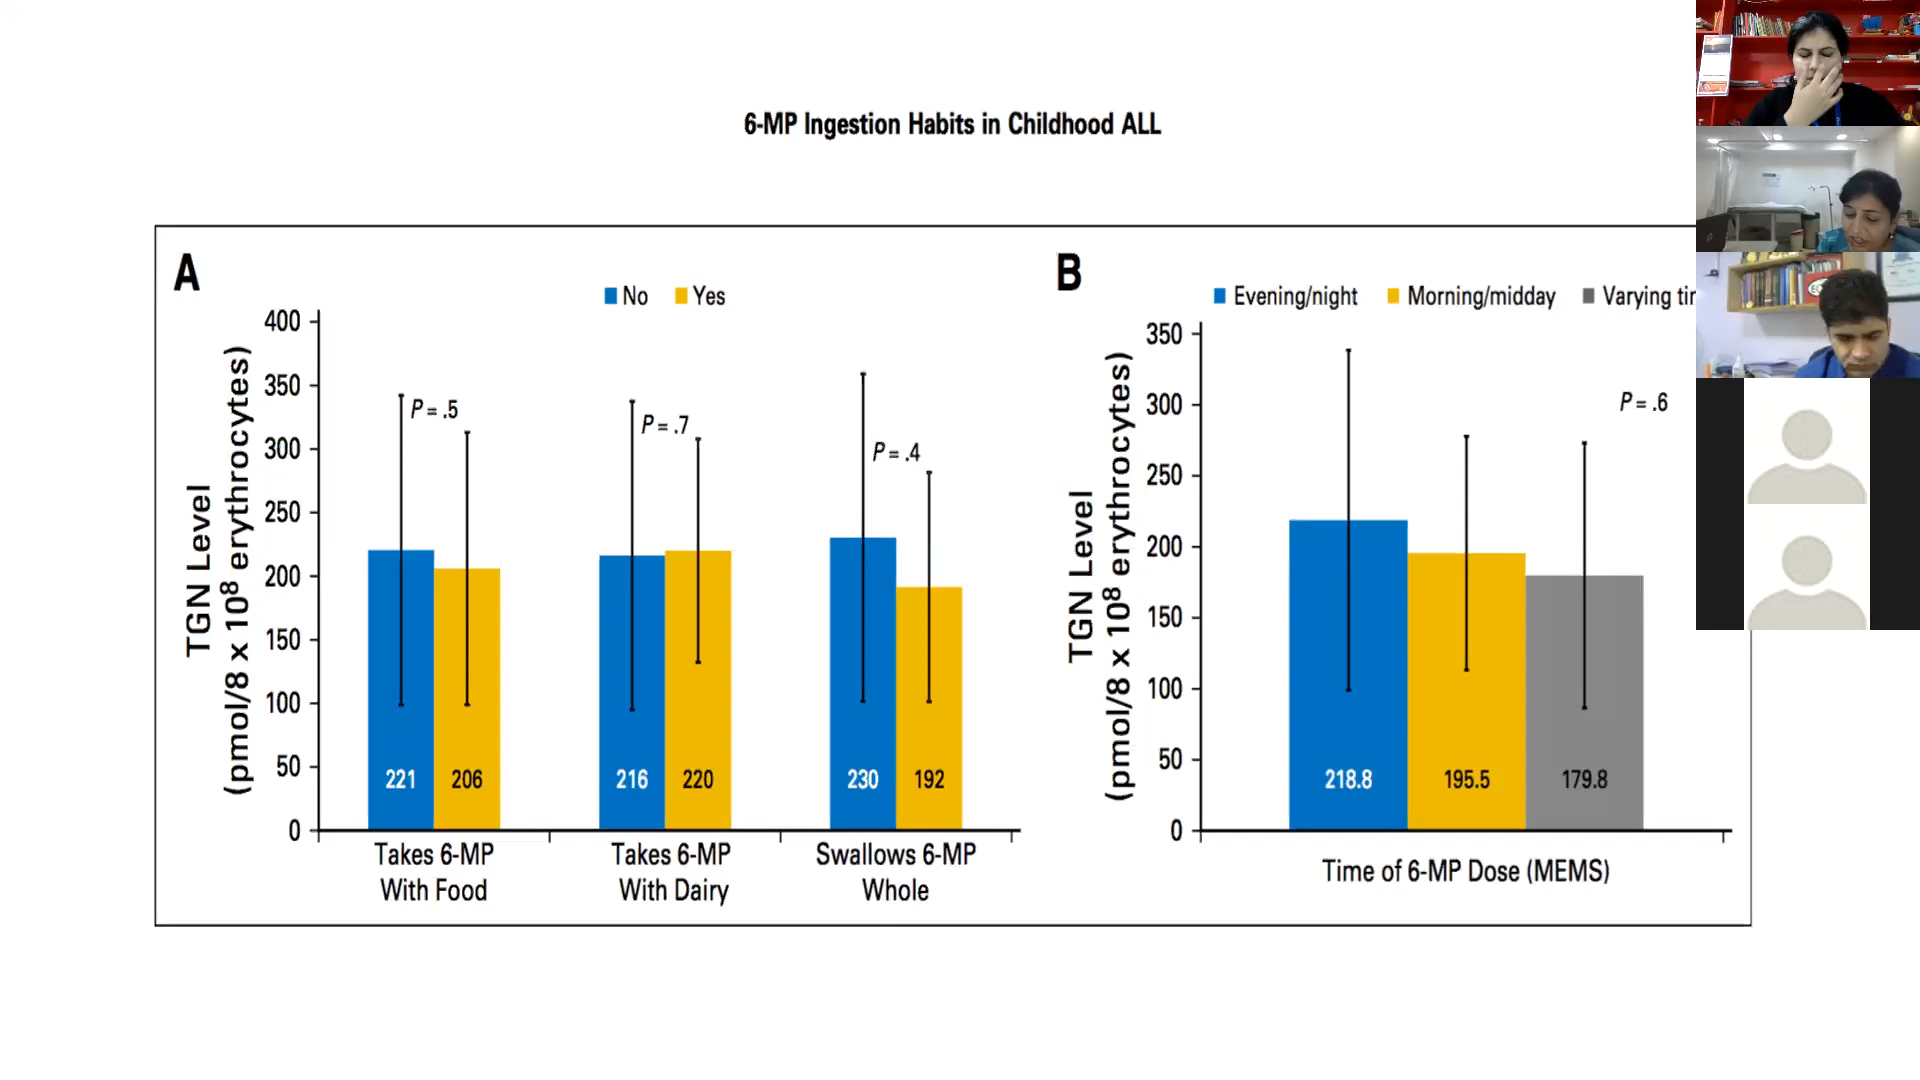 6-MP Ingestion Habits in Childhood ALL
A
No Yes
TGN Level
(pmol/8 x 10⁸ erythrocytes)
400
350
300
250
200
150
100
50
0
P = .5
P = .7
P = .4
221 206 216 220 230 192
Takes 6-MP
With Food
Takes 6-MP
With Dairy
Swallows 6-MP
Whole
B
Evening/night Morning/midday Varying
TGN Level
(pmol/8 x 10⁸ erythrocytes)
350
300
250
200
150
100
50
0
P = .6
218.8 195.5 179.8
Time of 6-MP Dose (MEMS)